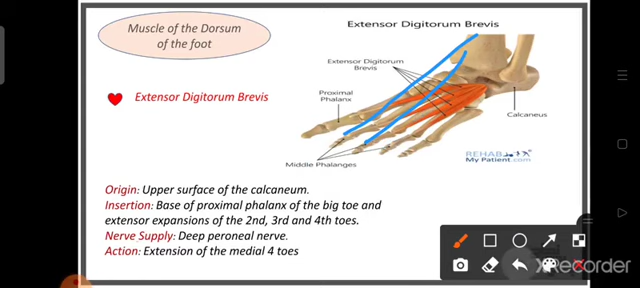 Muscle of the Dorsum
of the foot
Extensor Digitorum Brevis
Extensor Digitorum Brevis
Extensor Digitorum
Brevis
Proximal
Phalanx
Calcaneus
Middle Phalanges
REHAB
My Patient.com
Origin: Upper surface of the calcaneum.
Insertion: Base of proximal phalanx of the big toe and
extensor expansions of the 2nd, 3rd and 4th toes.
Nerve Supply: Deep peroneal nerve.
Action: Extension of the medial 4 toes
Recorder